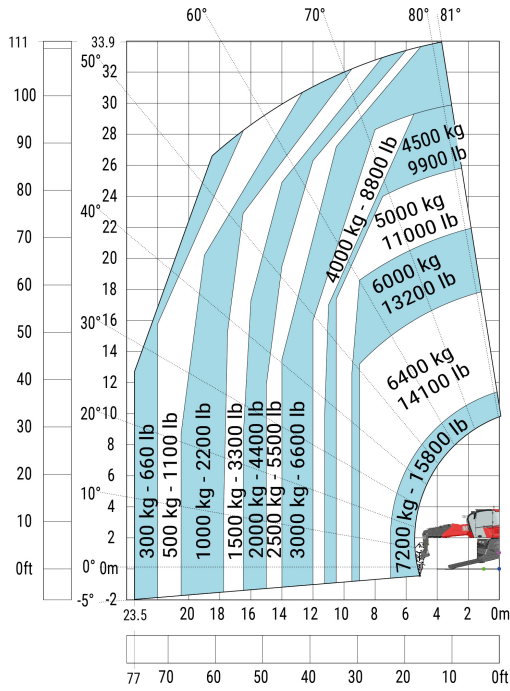 60°
70°
80°
81°
111
33.9
50°
32
100
30
90
28
4500 kg
9900 lb
26
80
24
4000 kg - 8800 lb
40°
5000 kg
11000 lb
22
70
20
6000 kg
13200 lb
60
18
50
16
30°
14
6400 kg
14100 lb
40
12
20°
10
30
8
300 kg - 660 lb
500 kg - 1100 lb
1000 kg - 2200 lb
1500 kg - 3300 lb
2000 kg - 4400 lb
2500 kg - 5500 lb
3000 kg - 6600 lb
7200 kg - 15800 lb
6
20
10°
4
10
2
0ft
0°
0m
-5°
-2
23.5
20
18
16
14
12
10
8
6
4
2
0m
77
70
60
50
40
30
20
10
0ft